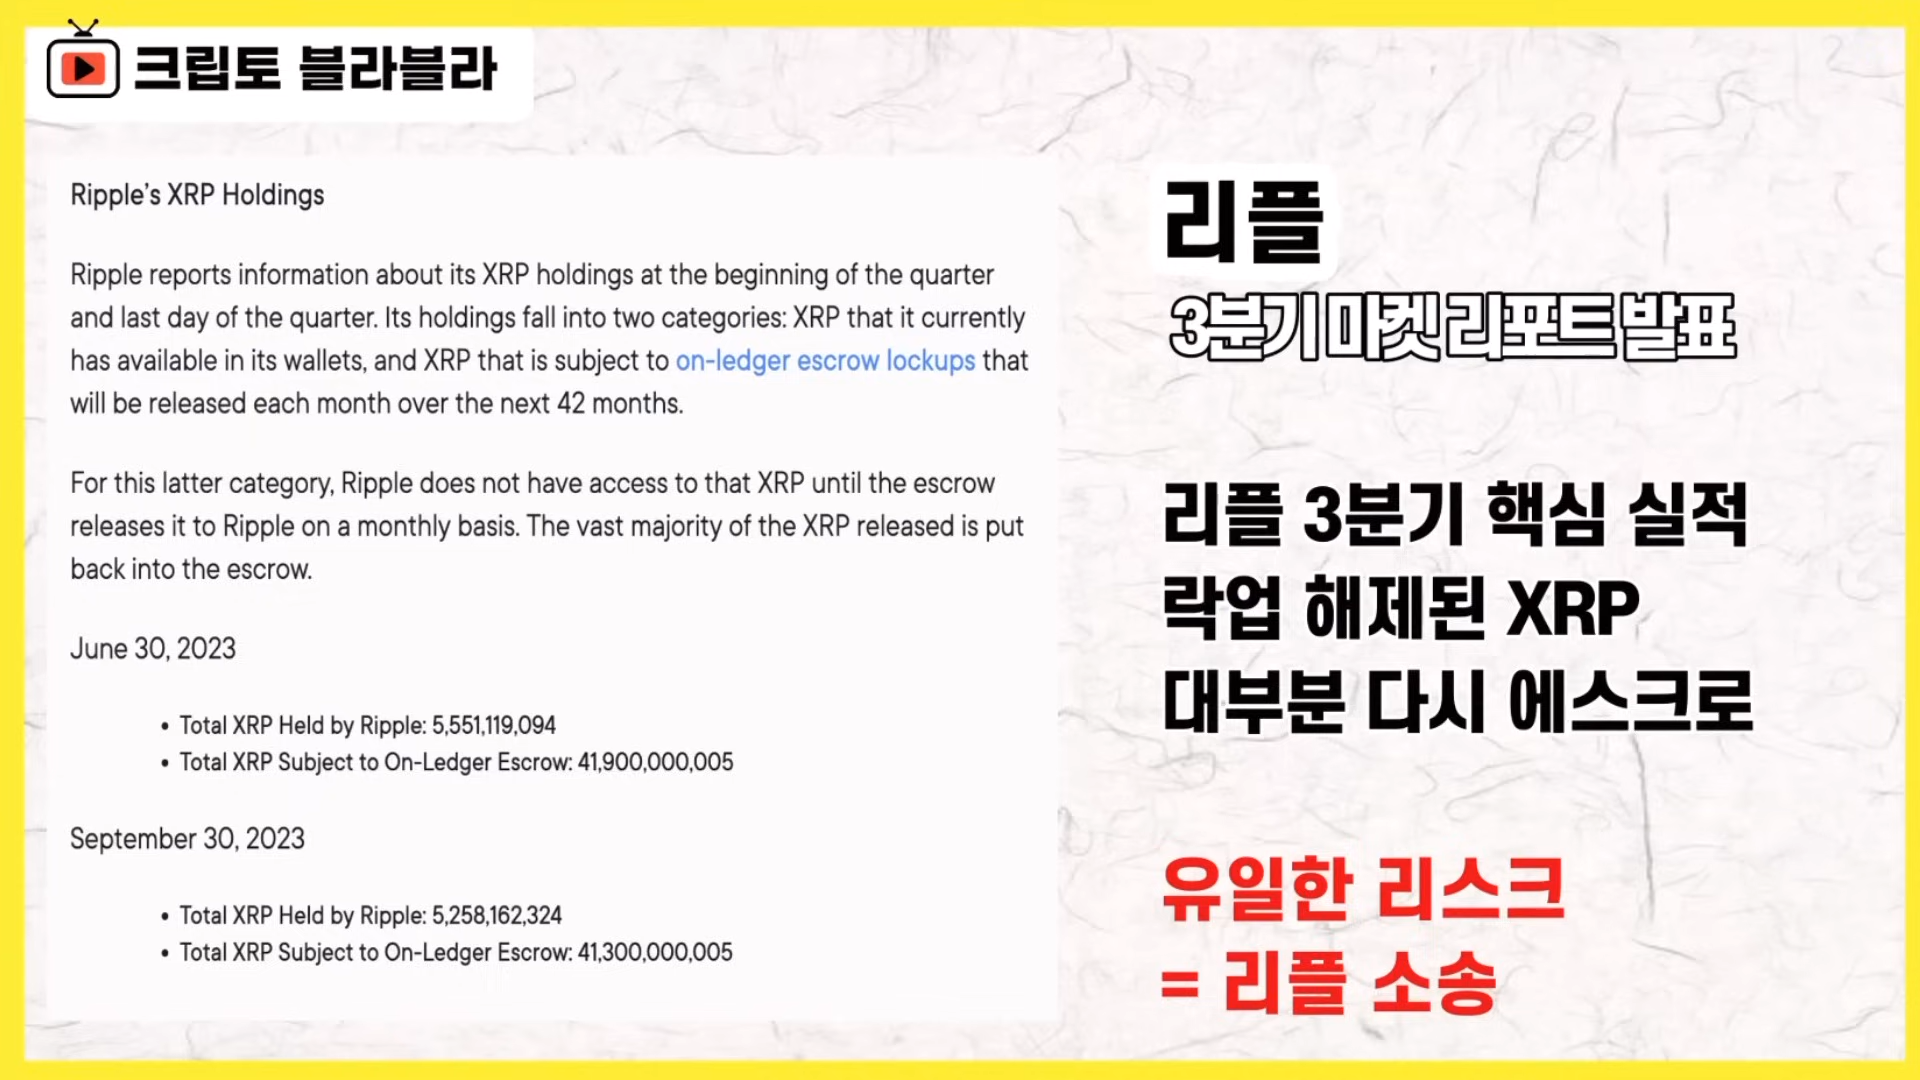 크립토 블라블라
Ripple’s XRP Holdings
Ripple reports information about its XRP holdings at the beginning of the quarter
and last day of the quarter. Its holdings fall into two categories: XRP that it currently
has available in its wallets, and XRP that is subject to on-ledger escrow lockups that
will be released each month over the next 42 months.
For this latter category, Ripple does not have access to that XRP until the escrow
releases it to Ripple on a monthly basis. The vast majority of the XRP released is put
back into the escrow.
June 30, 2023
• Total XRP Held by Ripple: 5,551,119,094
• Total XRP Subject to On-Ledger Escrow: 41,900,000,005
September 30, 2023
• Total XRP Held by Ripple: 5,258,162,324
• Total XRP Subject to On-Ledger Escrow: 41,300,000,005
리플
3분기 마켓 리포트 발표
리플 3분기 핵심 실적
락업 해제된 XRP
대부분 다시 에스크로
유일한 리스크
= 리플 소송